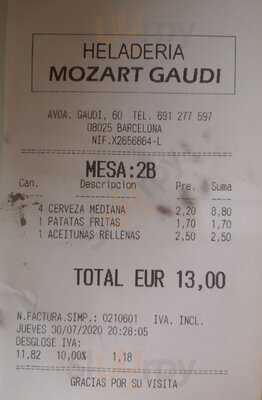 HELADERIA
MOZART GAUDI
AVDA. GAUDI, 60 TEL. 691 277 597
08025 BARCELONA
NIF.X2656864-L
MESA:2B
Can. Descripcion Pre. Suma
4 CERVEZA MEDIANA 2,20 8,80
1 PATATAS FRITAS 1,70 1,70
1 ACEITUNAS RELLENAS 2,50 2,50
TOTAL EUR 13,00
N.FACTURA.SIMP.: 0210601 IVA. INCL.
JUEVES 30/07/2020 20:28:05
DESGLOSE IVA:
11,82 10,00% 1,18
GRACIAS POR SU VISITA